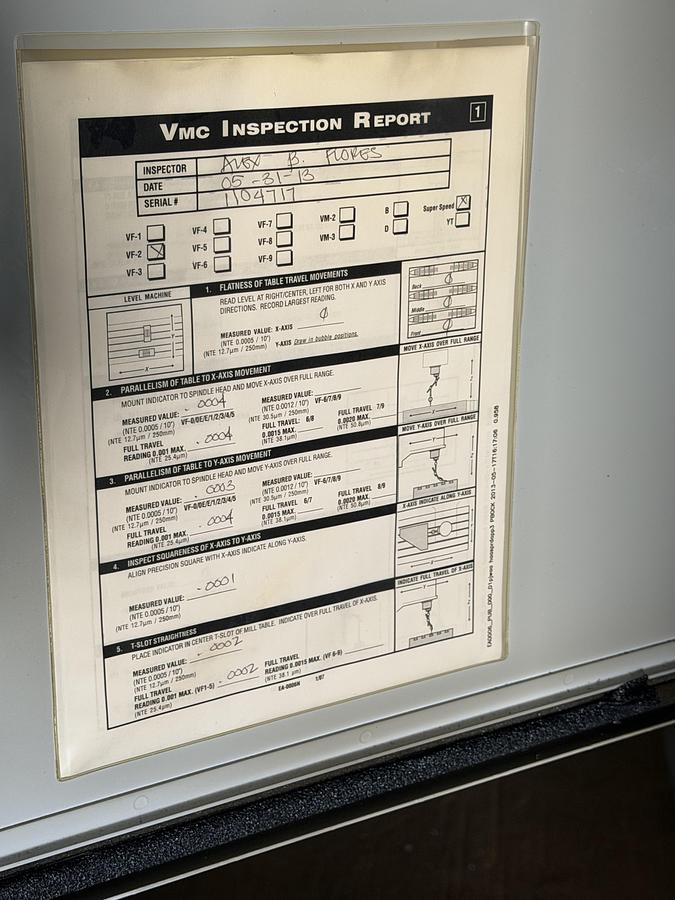 VMC INSPECTION REPORT 1
INSPECTOR ALEX B. FLORES
DATE 05-31-13
SERIAL # 1104717
VF-1 VF-4 VF-7 VM-2 B Super Speed X
VF-2 X VF-5 VF-8 VM-3 D YT
VF-3 VF-6 VF-9
LEVEL MACHINE
X
Y
1. FLATNESS OF TABLE TRAVEL MOVEMENTS
READ LEVEL AT RIGHT/CENTER, LEFT FOR BOTH X AND Y AXIS
DIRECTIONS. RECORD LARGEST READING.
MEASURED VALUE: X-AXIS
(NTE 0.0005 / 10")
(NTE 12.7μm / 250mm) Y-AXIS Draw in bubble positions.
Back
Middle
Front
2. PARALLELISM OF TABLE TO X-AXIS MOVEMENT
MOUNT INDICATOR TO SPINDLE HEAD AND MOVE X-AXIS OVER FULL RANGE.
MEASURED VALUE: .0004 MEASURED VALUE:
(NTE 0.0005 / 10") VF-0/0E/E/1/2/3/4/5 (NTE 0.0012 / 10") VF-6/7/8/9
(NTE 12.7μm / 250mm) (NTE 30.5μm / 250mm)
FULL TRAVEL .0004 FULL TRAVEL: 6/8 FULL TRAVEL 7/9
READING 0.001 MAX. 0.0015 MAX. 0.0020 MAX.
(NTE 25.4μm) (NTE 38.1μm) (NTE 50.8μm)
MOVE X-AXIS OVER FULL RANGE
3. PARALLELISM OF TABLE TO Y-AXIS MOVEMENT
MOUNT INDICATOR TO SPINDLE HEAD AND MOVE Y-AXIS OVER FULL RANGE.
MEASURED VALUE: .0003 MEASURED VALUE:
(NTE 0.0005 / 10") VF-0/0E/E/1/2/3/4/5 (NTE 0.0012 / 10") VF-6/7/8/9
(NTE 12.7μm / 250mm) (NTE 30.5μm / 250mm)
FULL TRAVEL .0004 FULL TRAVEL 6/7 FULL TRAVEL 8/9
READING 0.001 MAX. 0.0015 MAX. 0.0020 MAX.
(NTE 25.4μm) (NTE 38.1μm) (NTE 50.8μm)
MOVE Y-AXIS OVER FULL RANGE
4. INSPECT SQUARENESS OF X-AXIS TO Y-AXIS
ALIGN PRECISION SQUARE WITH X-AXIS INDICATE ALONG Y-AXIS.
MEASURED VALUE: .0001
(NTE 0.0005 / 10")
(NTE 12.7μm / 250mm)
X-AXIS INDICATE ALONG Y-AXIS
5. T-SLOT STRAIGHTNESS
PLACE INDICATOR IN CENTER T-SLOT OF MILL TABLE. INDICATE OVER FULL TRAVEL OF X-AXIS.
MEASURED VALUE: .0002
(NTE 0.0005 / 10")
(NTE 12.7μm / 250mm)
FULL TRAVEL FULL TRAVEL
READING 0.001 MAX. (VF1-5) .0002 READING 0.0015 MAX. (VF 6-9)
(NTE 25.4μm) (NTE 38.1 μm)
INDICATE FULL TRAVEL OF X-AXIS
EA-0006N 1/07
2013-05-17T16:17:06 0.958